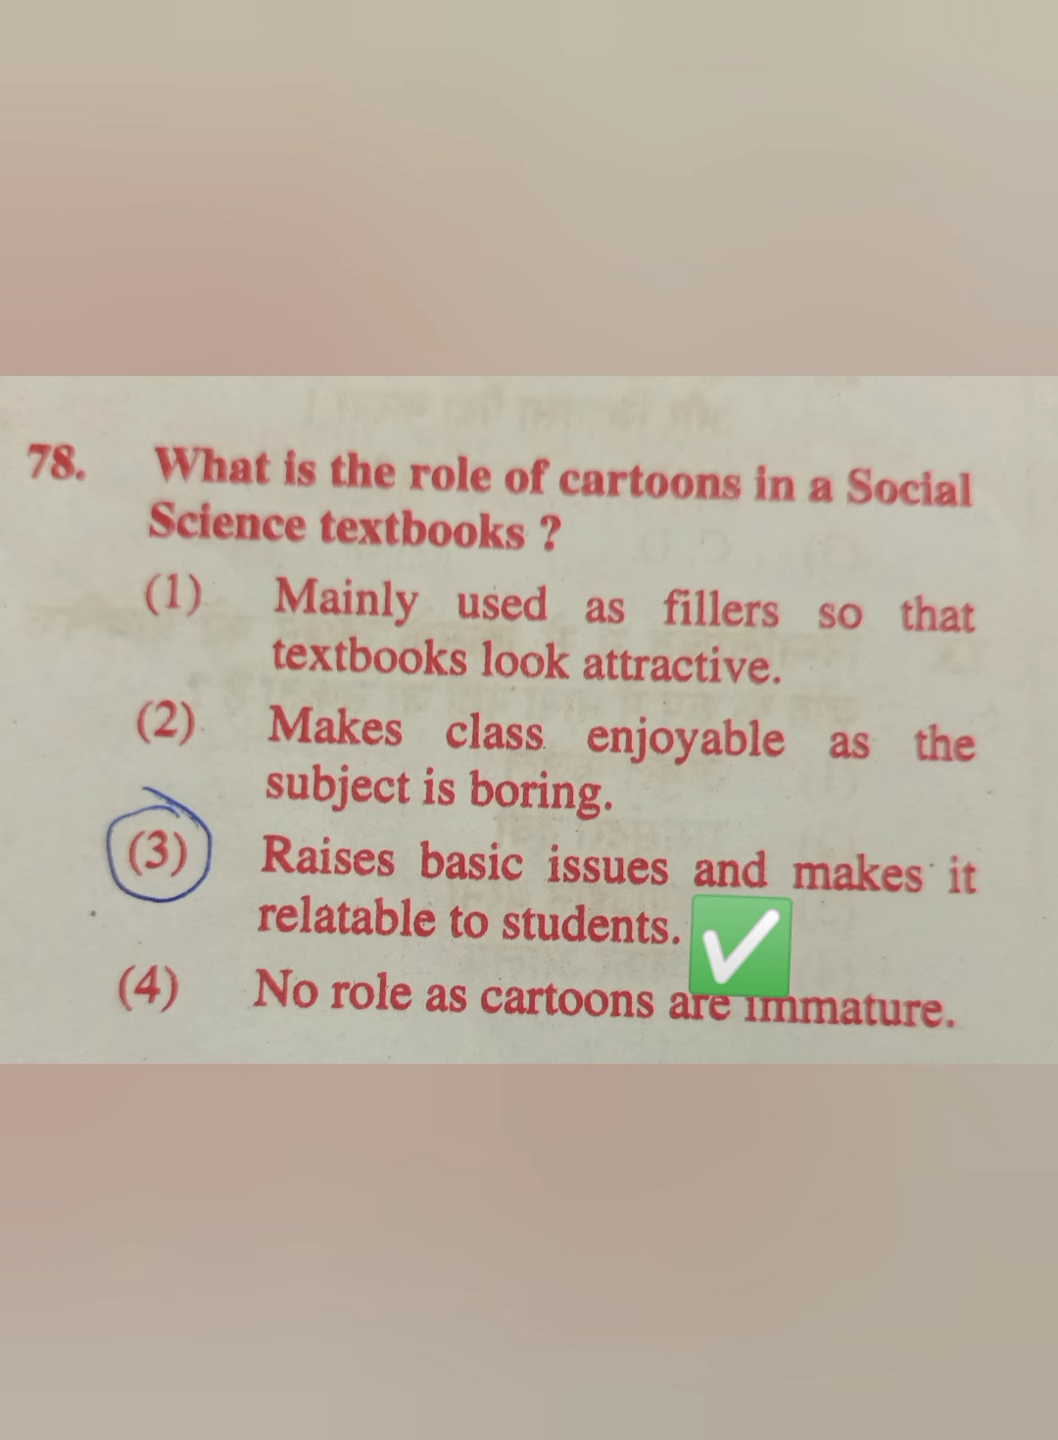 78. What is the role of cartoons in a Social
Science textbooks ?
(1) Mainly used as fillers so that
textbooks look attractive.
(2) Makes class enjoyable as the
subject is boring.
(3) Raises basic issues and makes it
relatable to students.
(4) No role as cartoons are immature.